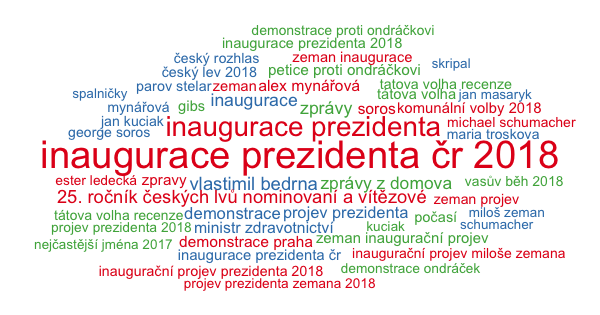 demonstrace proti ondráčkovi
inaugurace prezidenta 2018
český rozhlas zeman inaugurace
skripal
český lev 2018 petice proti ondráčkovi
parov stelar zeman alex mynářová tatova volha recenze
spalničky inaugurace tátova volha jan masaryk
mynářová gibs zprávy soros komunální volby 2018
jan kuciak inaugurace prezidenta michael schumacher
george soros maria troskova
inaugurace prezidenta čr 2018
ester ledecká zpravy vlastimil bedrna zprávy z domova vasův běh 2018
25. ročník českých lvů nominovaní a vítězové zeman projev
tátova volha recenze demonstrace projev prezidenta počasí miloš zeman
projev prezidenta 2018 ministr zdravotnictví kuciak schumacher
nejčastější jména 2017 demonstrace praha zeman inaugurační projev
inaugurace prezidenta čr inaugurační projev miloše zemana
inaugurační projev prezidenta 2018 demonstrace ondráček
projev prezidenta zemana 2018